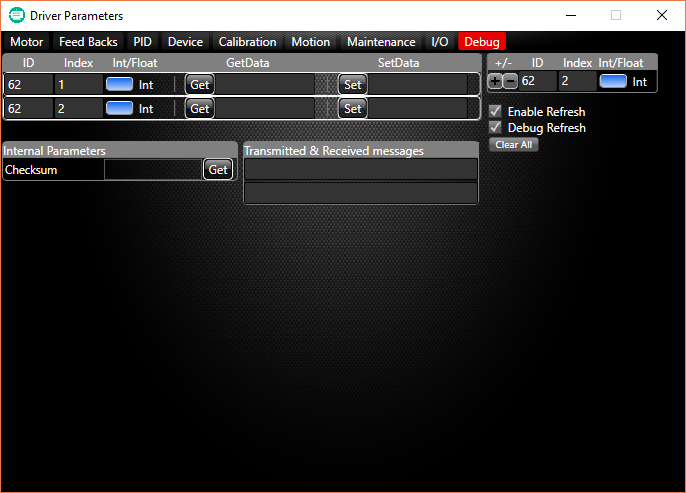 Driver Parameters
Motor Feed Backs PID Device Calibration Motion Maintenance I/O Debug
ID Index Int/Float GetData SetData
62 1 Int Get Set
62 2 Int Get Set
+/- ID Index Int/Float
+ - 62 2 Int
Enable Refresh
Debug Refresh
Clear All
Internal Parameters
Checksum Get
Transmitted & Received messages